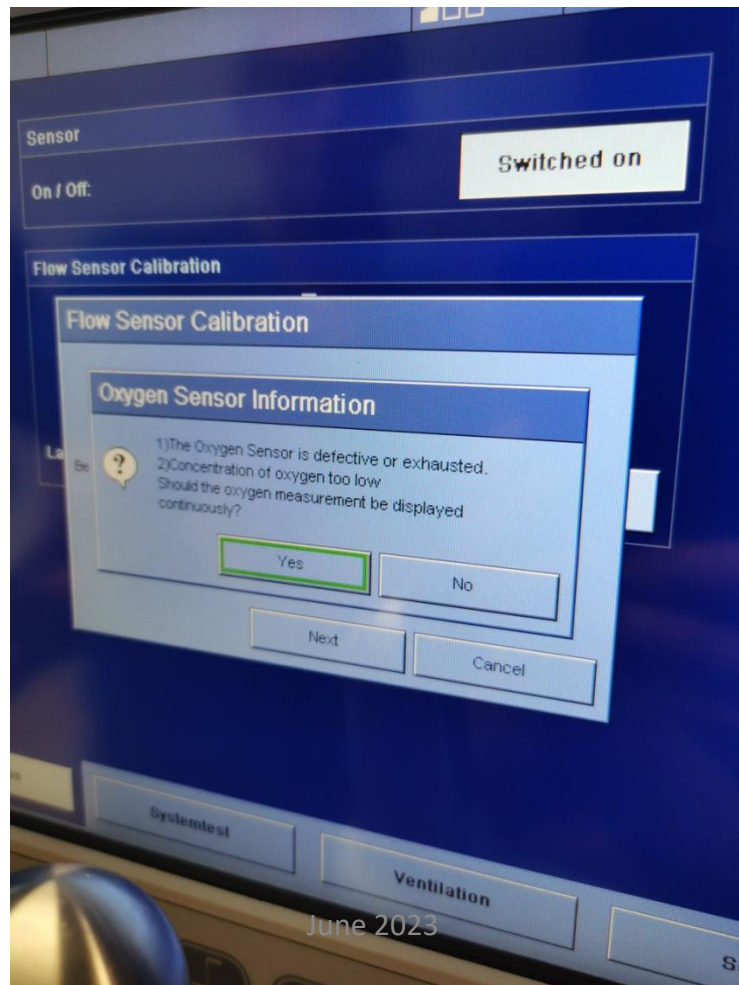 Sensor
Switched on
On / Off:
Flow Sensor Calibration
Flow Sensor Calibration
Oxygen Sensor Information
1)The Oxygen Sensor is defective or exhausted.
2)Concentration of oxygen too low
Should the oxygen measurement be displayed
continuously?
La
Be
?
Yes
No
Next
Cancel
Systemtest
Ventilation
June 2023
S